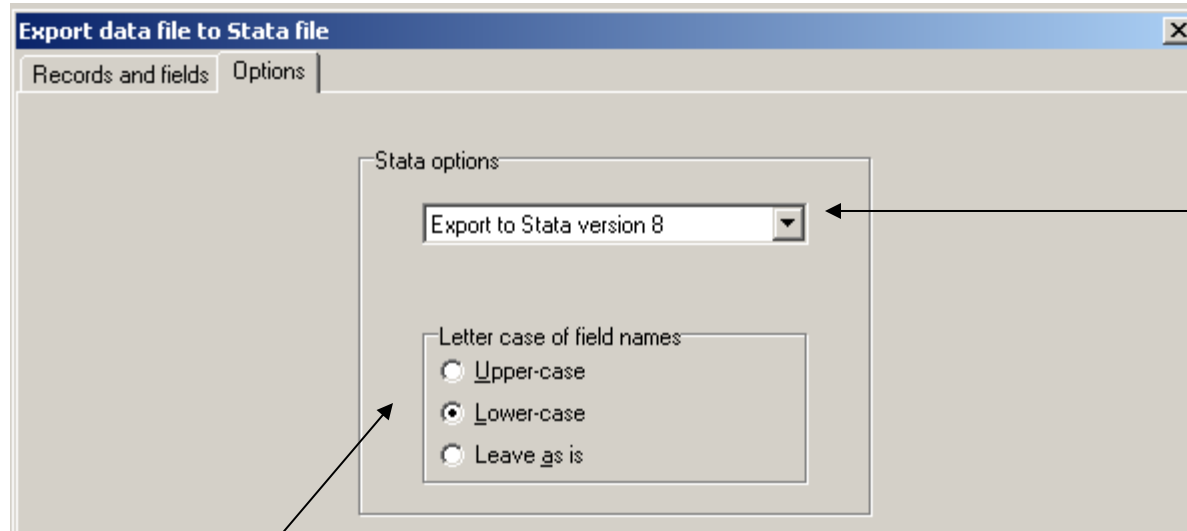 Export data file to Stata file
Records and fields Options
Stata options
Export to Stata version 8
Letter case of field names
Upper-case
Lower-case
Leave as is